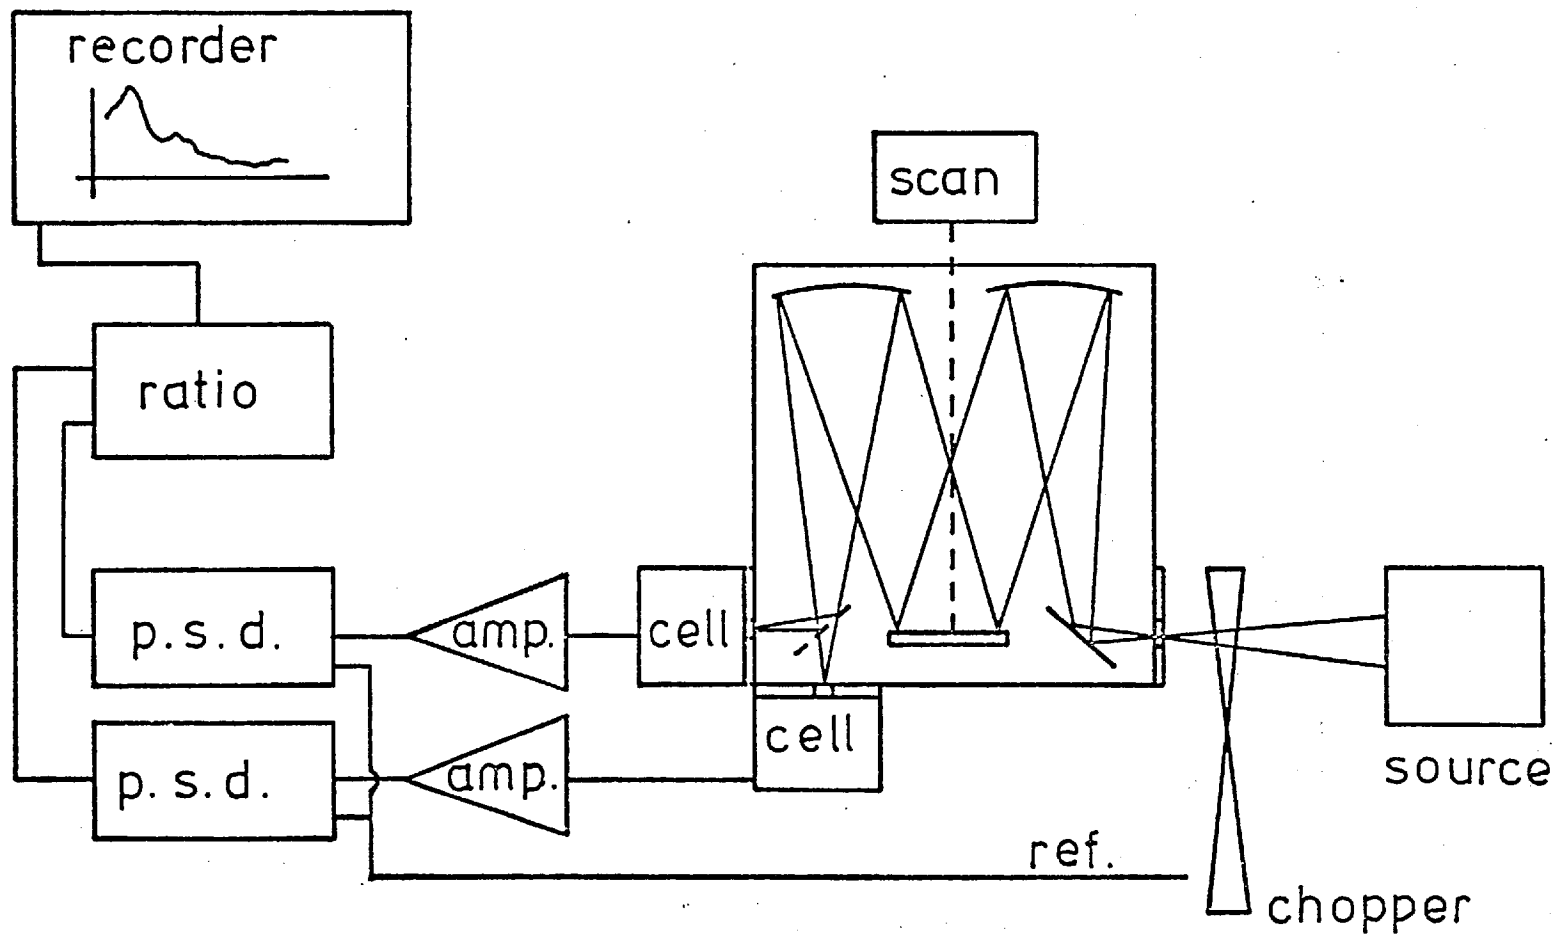 recorder
scan
ratio
p.s.d.
amp.
cell
cell
p.s.d.
amp.
source
ref.
chopper